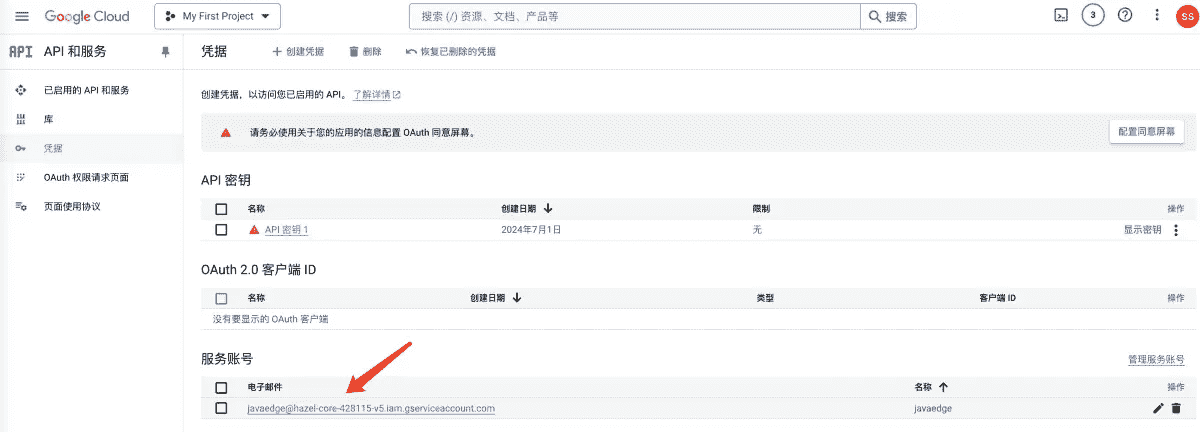 Google Cloud My First Project 搜索 (/) 资源、文档、产品等 搜索 3 SS
API API 和服务 凭据 创建凭据 删除 恢复已删除的凭据
已启用的 API 和服务
库
凭据
OAuth 权限请求页面
页面使用协议
创建凭据，以访问您已启用的 API。 了解详情
请务必使用关于您的应用的信息配置 OAuth 同意屏幕。 配置同意屏幕
API 密钥
名称 创建日期 限制 操作
API 密钥 1 2024年7月1日 无 显示密钥
OAuth 2.0 客户端 ID
名称 创建日期 类型 客户端 ID 操作
没有要显示的 OAuth 客户端
服务账号 管理服务账号
电子邮件 名称 操作
javaedge@hazel-core-428115-v5.iam.gserviceaccount.com javaedge